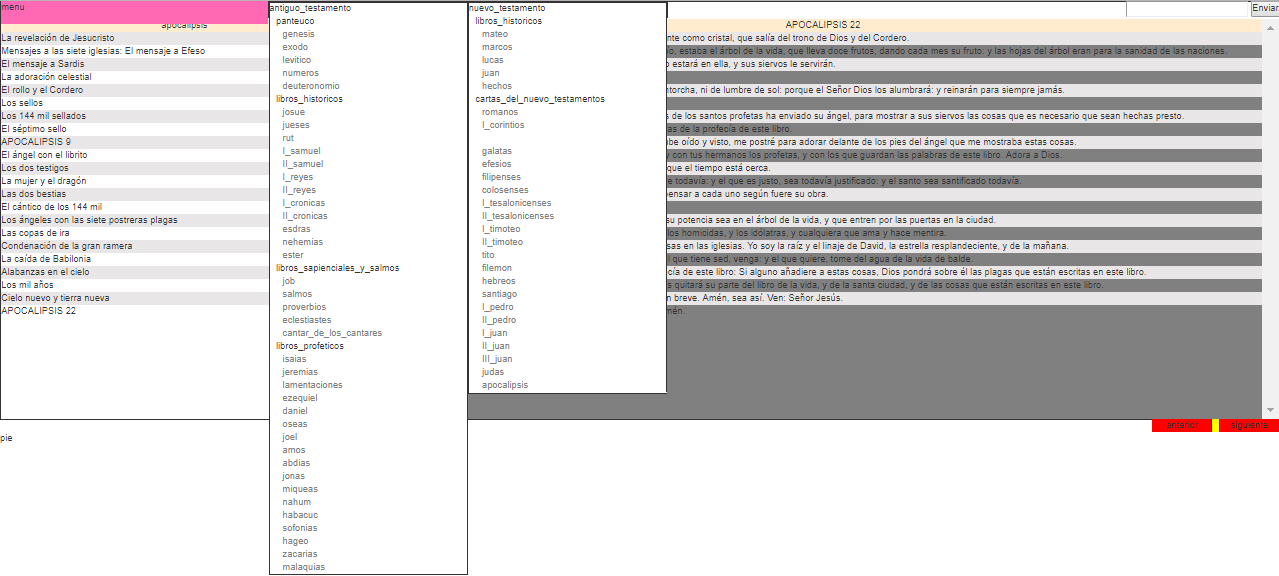 menu
apocalipsis
La revelación de Jesucristo
Mensajes a las siete iglesias: El mensaje a Efeso
El mensaje a Sardis
La adoración celestial
El rollo y el Cordero
Los sellos
Los 144 mil sellados
El séptimo sello
APOCALIPSIS 9
El ángel con el librito
Los dos testigos
La mujer y el dragón
Las dos bestias
El cántico de los 144 mil
Los ángeles con las siete postreras plagas
Las copas de ira
Condenación de la gran ramera
La caída de Babilonia
Alabanzas en el cielo
Los mil años
Cielo nuevo y tierra nueva
APOCALIPSIS 22
pie
antiguo_testamento
panteuco
genesis
exodo
levitico
numeros
deuteronomio
libros_historicos
josue
jueses
rut
I_samuel
II_samuel
I_reyes
II_reyes
I_cronicas
II_cronicas
esdras
nehemias
ester
libros_sapienciales_y_salmos
job
salmos
proverbios
eclestiastes
cantar_de_los_cantares
libros_profeticos
isaias
jeremias
lamentaciones
ezequiel
daniel
oseas
joel
amos
abdias
jonas
miqueas
nahum
habacuc
sofonias
hageo
zacarias
malaquias
nuevo_testamento
libros_historicos
mateo
marcos
lucas
juan
hechos
cartas_del_nuevo_testamentos
romanos
I_corintios
galatas
efesios
filipenses
colosenses
I_tesalonicenses
II_tesalonicenses
I_timoteo
II_timoteo
tito
filemon
hebreos
santiago
I_pedro
II_pedro
I_juan
II_juan
III_juan
judas
apocalipsis
Enviar
APOCALIPSIS 22
nte como cristal, que salía del trono de Dios y del Cordero.
estaba el árbol de la vida, que lleva doce frutos, dando cada mes su fruto: y las hojas del árbol eran para la sanidad de las naciones.
o estará en ella, y sus siervos le servirán.
ntorcha, ni de lumbre de sol: porque el Señor Dios los alumbrará: y reinarán para siempre jamás.
s de los santos profetas ha enviado su ángel, para mostrar a sus siervos las cosas que es necesario que sean hechas presto.
as de la profecía de este libro.
be oído y visto, me postré para adorar delante de los pies del ángel que me mostraba estas cosas.
y con tus hermanos los profetas, y con los que guardan las palabras de este libro. Adora a Dios.
que el tiempo está cerca.
e todavía: y el que es justo, sea todavía justificado: y el santo sea santificado todavía.
pensar a cada uno según fuere su obra.
su potencia sea en el árbol de la vida, y que entren por las puertas en la ciudad.
los homicidas, y los idólatras, y cualquiera que ama y hace mentira.
sas en las iglesias. Yo soy la raíz y el linaje de David, la estrella resplandeciente, y de la mañana.
l que tiene sed, venga: y el que quiere, tome del agua de la vida de balde.
cía de este libro: Si alguno añadiere a estas cosas, Dios pondrá sobre él las plagas que están escritas en este libro.
s quitará su parte del libro de la vida, y de la santa ciudad, y de las cosas que están escritas en este libro.
n breve. Amén, sea así. Ven: Señor Jesús.
mén.
anterior
siguiente